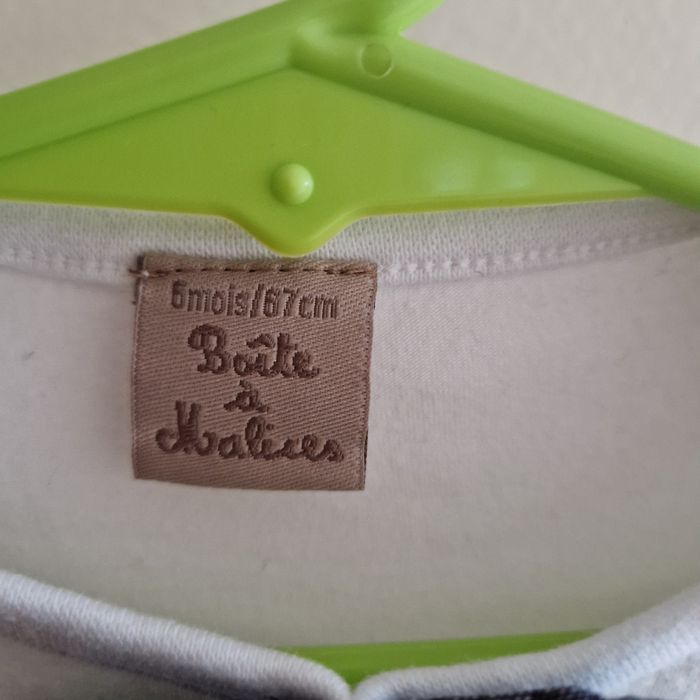 6mois/67cm
Boîte
à
Malices